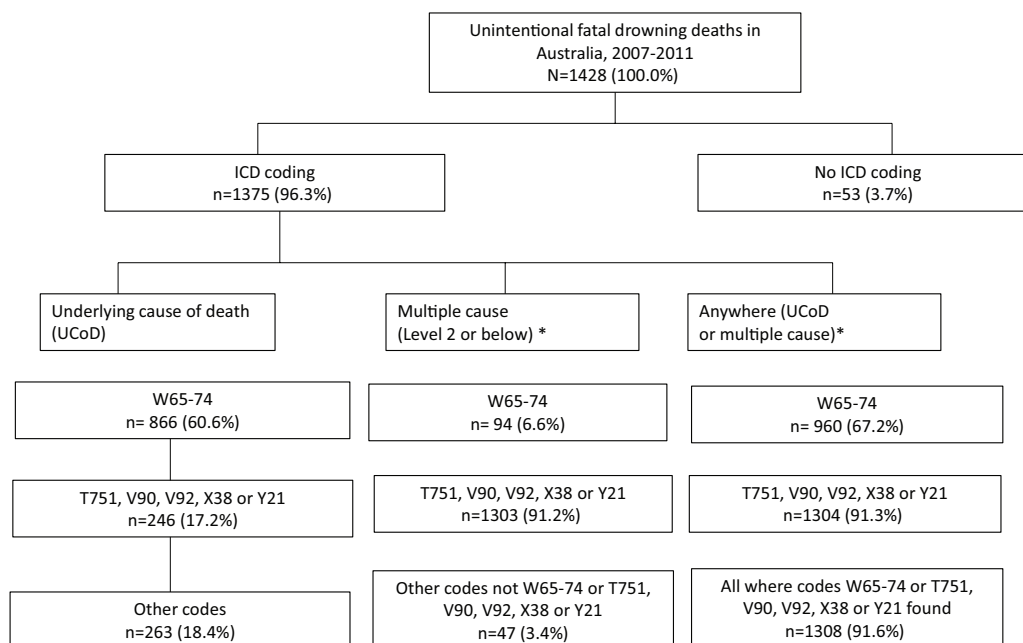 Unintentional fatal drowning deaths in
Australia, 2007-2011
N=1428 (100.0%)
ICD coding
n=1375 (96.3%)
No ICD coding
n=53 (3.7%)
Underlying cause of death
(UCoD)
Multiple cause
(Level 2 or below) *
Anywhere (UCoD
or multiple cause)*
W65-74
n= 866 (60.6%)
W65-74
n= 94 (6.6%)
W65-74
n= 960 (67.2%)
T751, V90, V92, X38 or Y21
n=246 (17.2%)
T751, V90, V92, X38 or Y21
n=1303 (91.2%)
T751, V90, V92, X38 or Y21
n=1304 (91.3%)
Other codes
n=263 (18.4%)
Other codes not W65-74 or T751,
V90, V92, X38 or Y21
n=47 (3.4%)
All where codes W65-74 or T751,
V90, V92, X38 or Y21 found
n=1308 (91.6%)